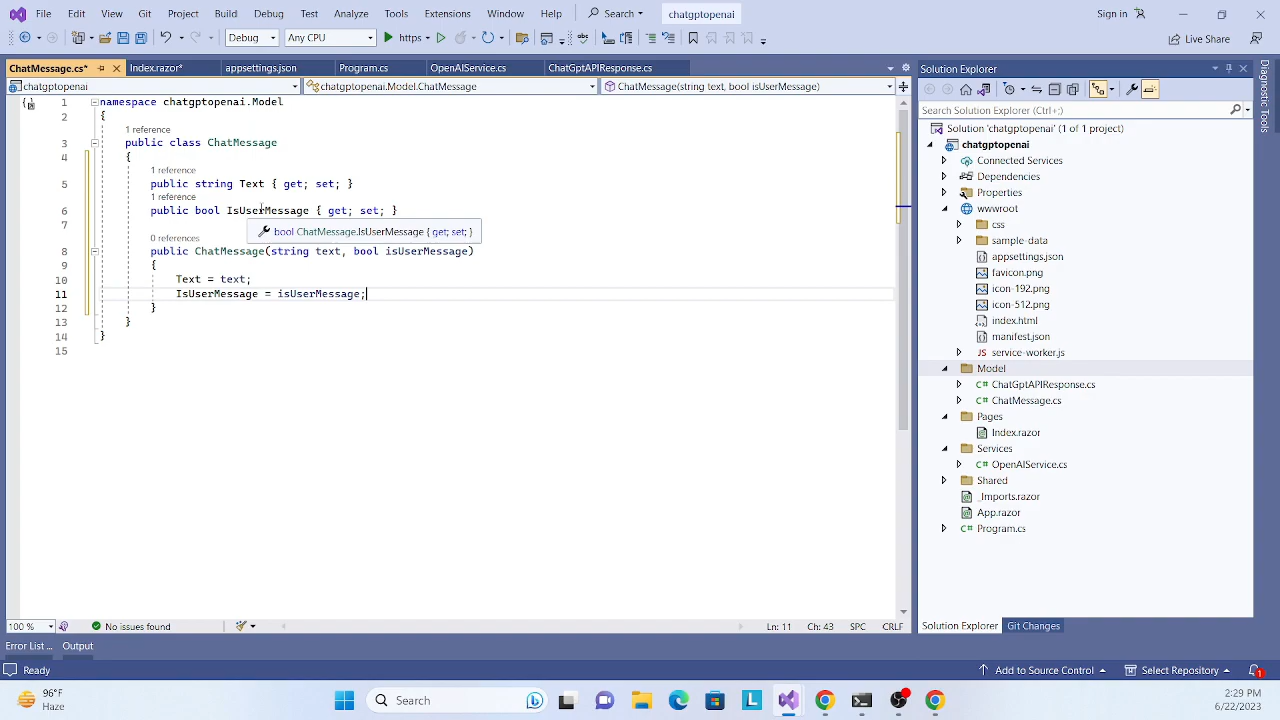 File Edit View Git Project Build Debug Test Analyze Tools Extensions Window Help Search chatgptopenai Sign in
Debug Any CPU https Live Share
ChatMessage.cs* Index.razor* appsettings.json Program.cs OpenAIService.cs ChatGptAPIResponse.cs
chatgptopenai chatgptopenai.Model.ChatMessage ChatMessage(string text, bool isUserMessage)
1 namespace chatgptopenai.Model
2 {
1 reference
3 public class ChatMessage
4 {
1 reference
5 public string Text { get; set; }
1 reference
6 public bool IsUserMessage { get; set; }
7
bool ChatMessage.IsUserMessage { get; set; }
0 references
8 public ChatMessage(string text, bool isUserMessage)
9 {
10 Text = text;
11 IsUserMessage = isUserMessage;
12 }
13 }
14 }
15
100 % No issues found Ln: 11 Ch: 43 SPC CRLF
Error List ... Output
Ready Add to Source Control Select Repository 1
Solution Explorer
Search Solution Explorer (Ctrl+;)
Solution 'chatgptopenai' (1 of 1 project)
chatgptopenai
Connected Services
Dependencies
Properties
wwwroot
css
sample-data
appsettings.json
favicon.png
icon-192.png
icon-512.png
index.html
manifest.json
JS service-worker.js
Model
C# ChatGptAPIResponse.cs
C# ChatMessage.cs
Pages
Index.razor
Services
C# OpenAIService.cs
Shared
_Imports.razor
App.razor
C# Program.cs
Solution Explorer Git Changes
Diagnostic Tools
96°F
Haze
Search
L
2:29 PM
6/22/2023